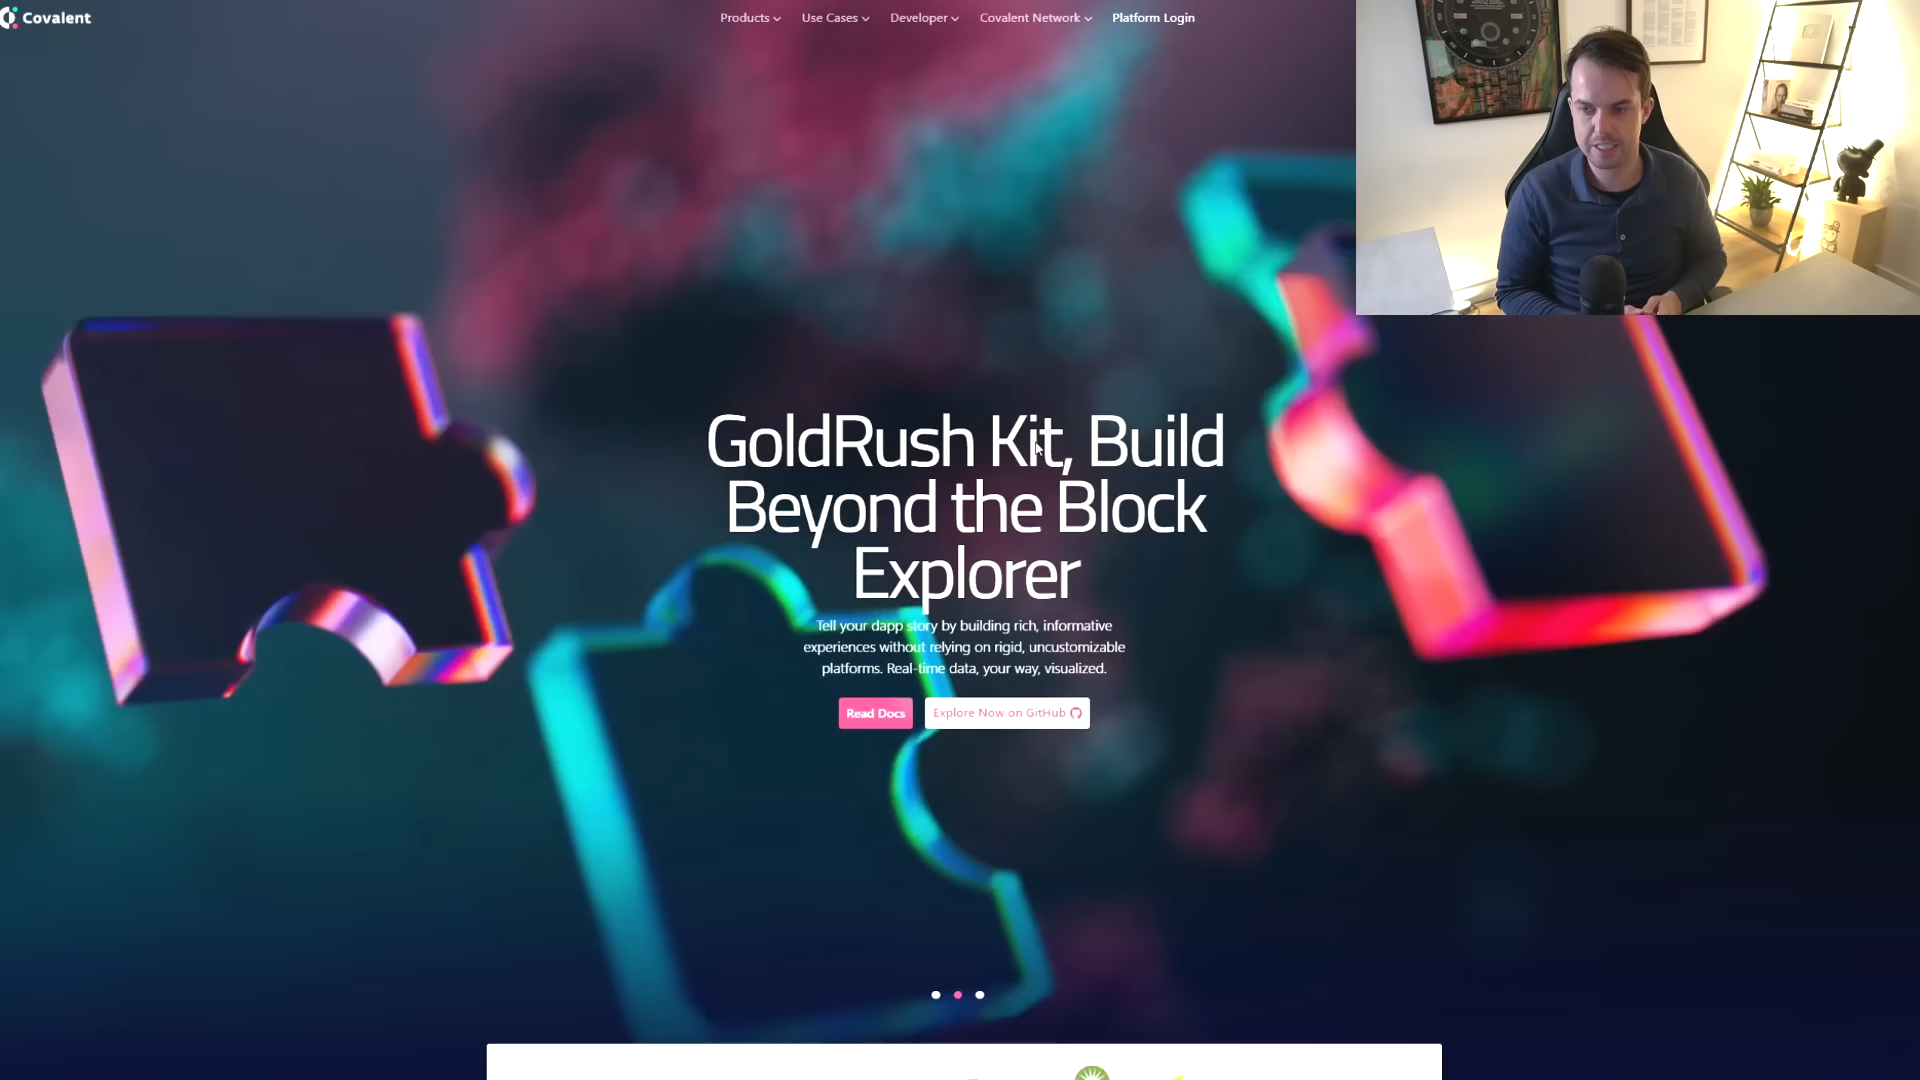 Covalent
Products
Use Cases
Developer
Covalent Network
Platform Login
GoldRush Kit, Build
Beyond the Block
Explorer
Tell your dapp story by building rich, informative
experiences without relying on rigid, uncustomizable
platforms. Real-time data, your way, visualized.
Read Docs
Explore Now on GitHub